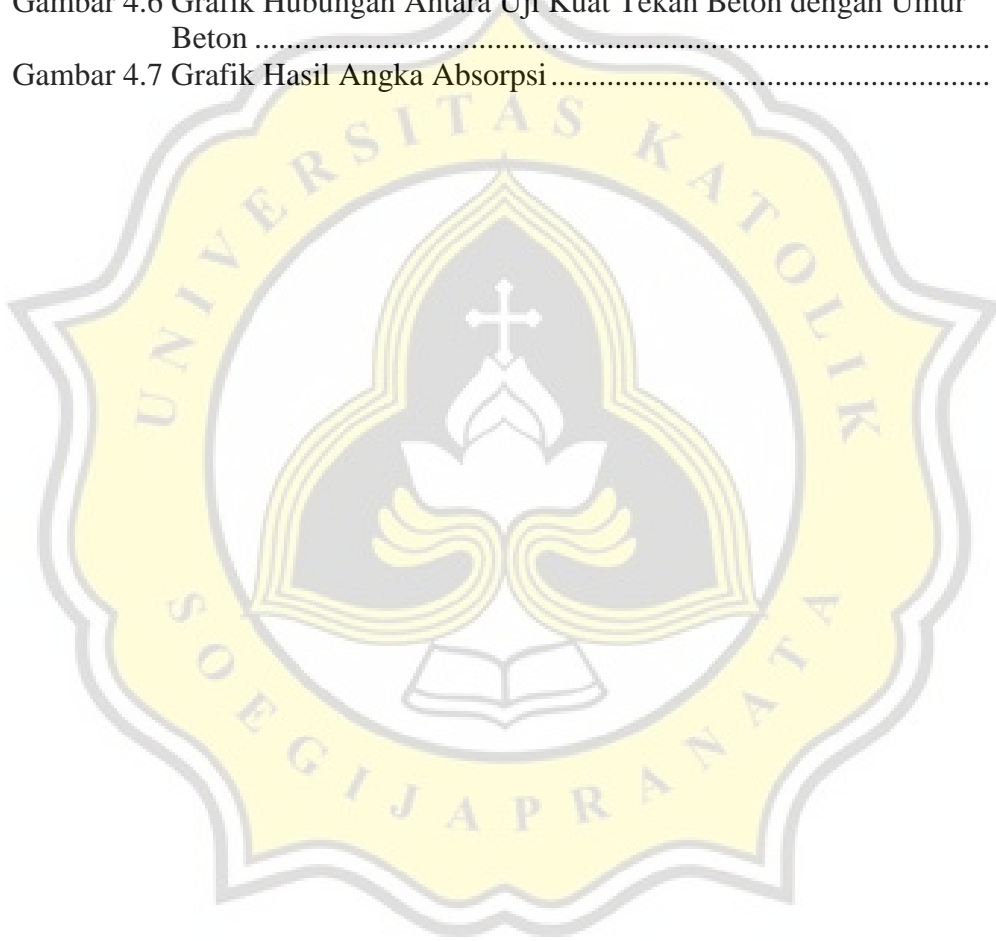 Gambar 4.6 Grafik Hubungan Antara Uji Kuat Tekan Beton dengan Umur
Beton ............................................................................................
Gambar 4.7 Grafik Hasil Angka Absorpsi.......................................................
UNIVERSITAS KATOLIK
SOEGIJAPRANATA